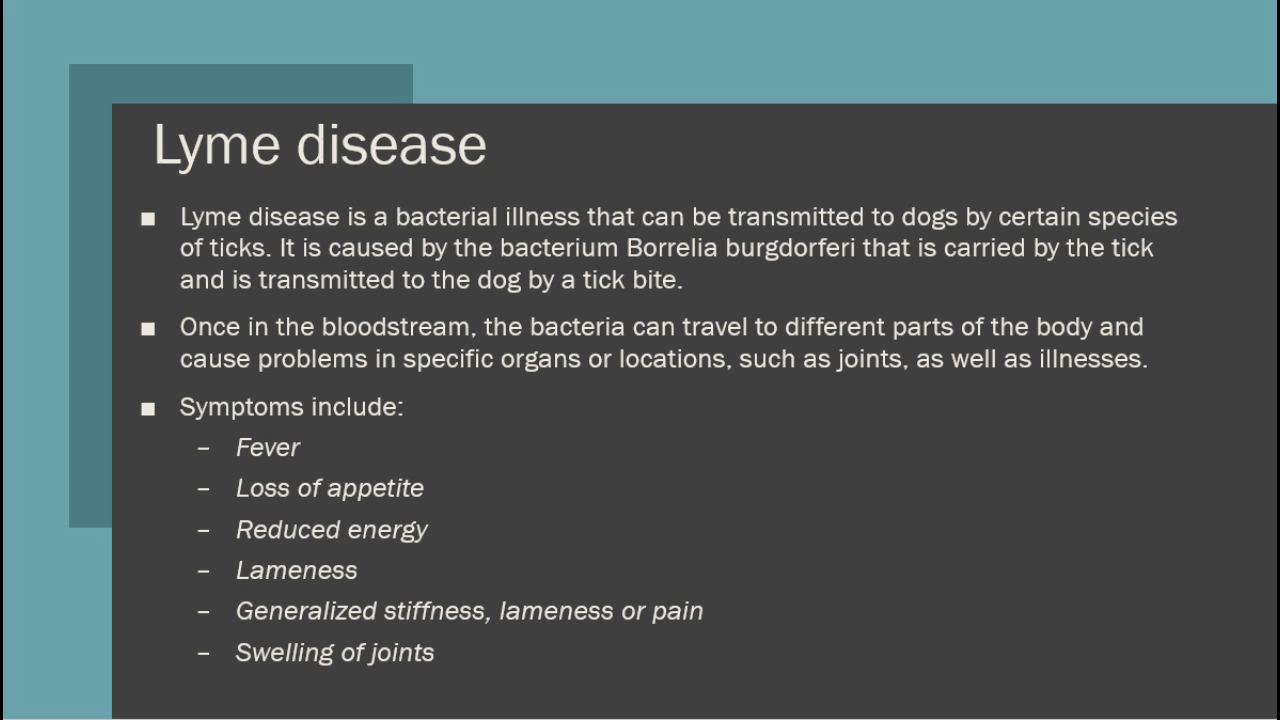 Lyme disease
■ Lyme disease is a bacterial illness that can be transmitted to dogs by certain species
of ticks. It is caused by the bacterium Borrelia burgdorferi that is carried by the tick
and is transmitted to the dog by a tick bite.
■ Once in the bloodstream, the bacteria can travel to different parts of the body and
cause problems in specific organs or locations, such as joints, as well as illnesses.
■ Symptoms include:
– Fever
– Loss of appetite
– Reduced energy
– Lameness
– Generalized stiffness, lameness or pain
– Swelling of joints